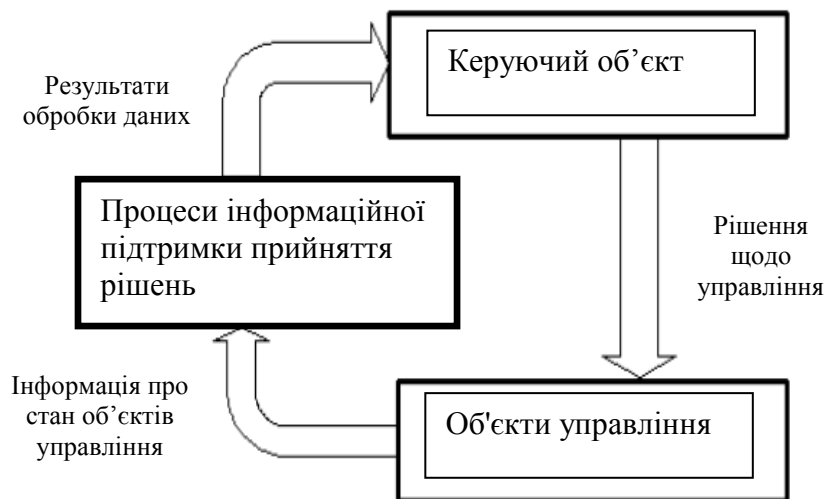 Керуючий об’єкт
Результати
обробки даних
Процеси інформаційної
підтримки прийняття
рішень
Рішення
щодо
управління
Інформація про
стан об’єктів
управління
Об'єкти управління